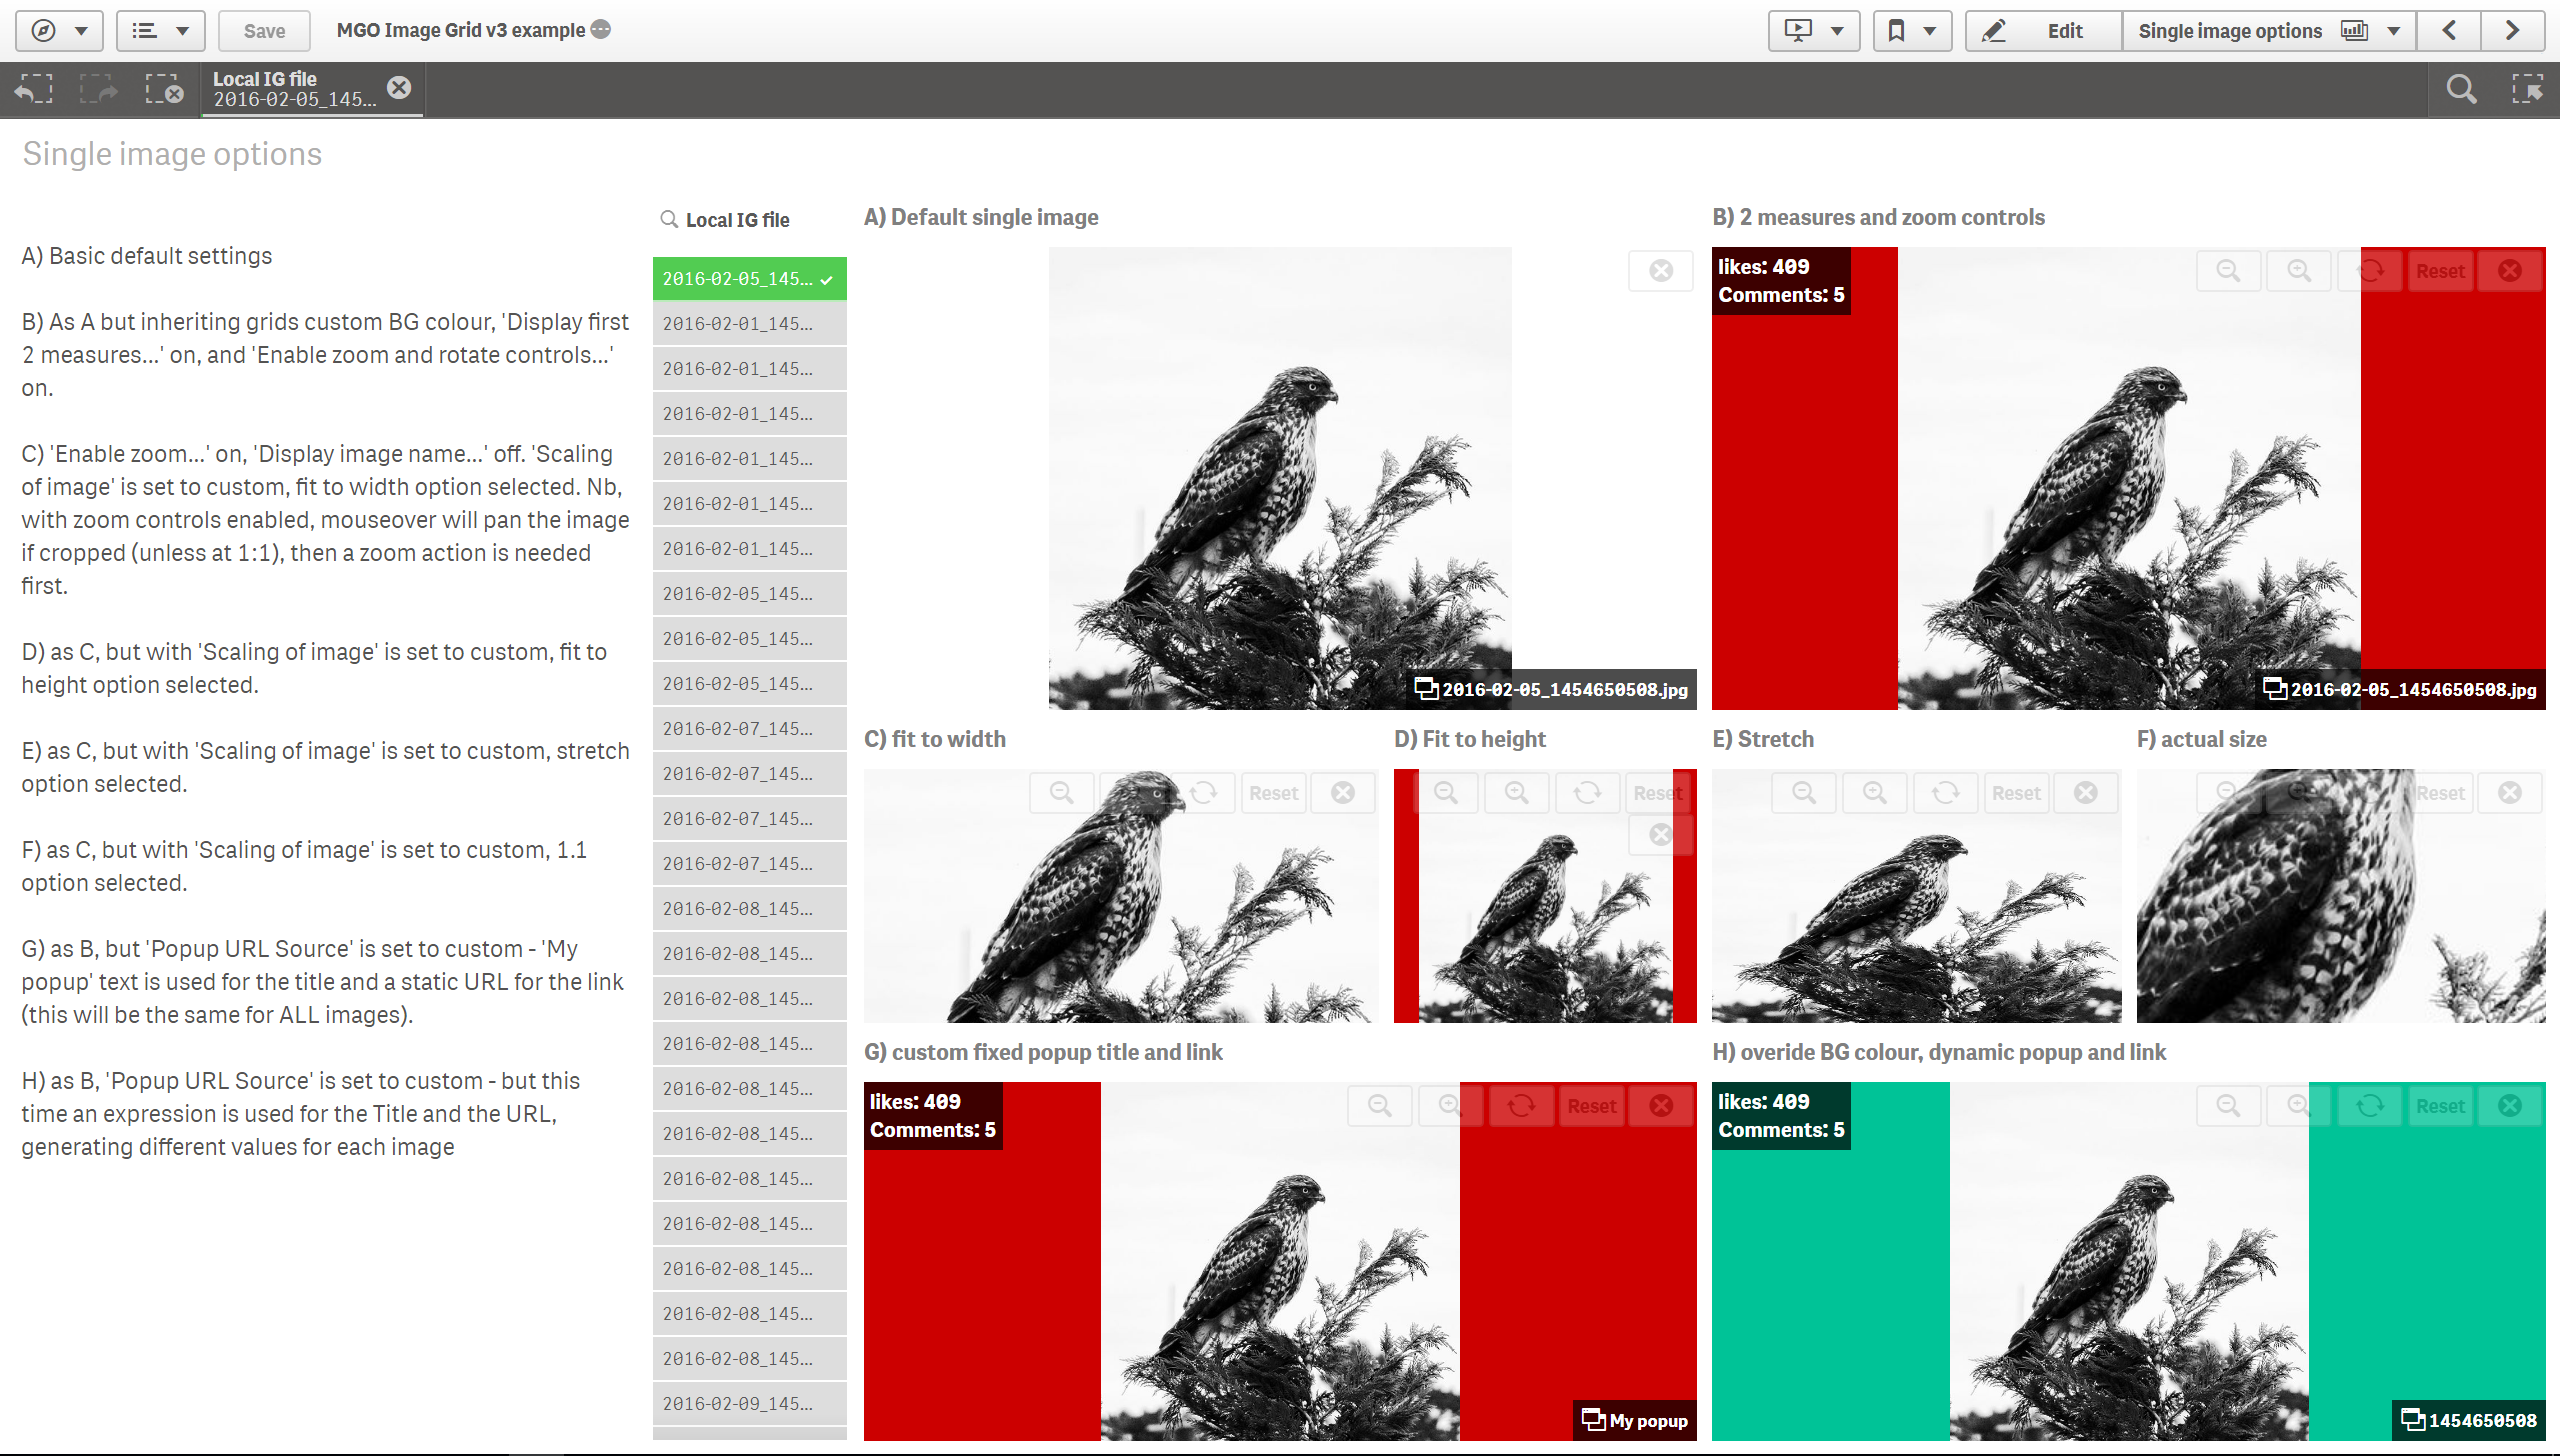 Save
MGO Image Grid v3 example
Edit
Single image options
Local IG file
2016-02-05_145...
Single image options
A) Basic default settings
B) As A but inheriting grids custom BG colour, 'Display first
2 measures...' on, and 'Enable zoom and rotate controls...'
on.
C) 'Enable zoom...' on, 'Display image name...' off. 'Scaling
of image' is set to custom, fit to width option selected. Nb,
with zoom controls enabled, mouseover will pan the image
if cropped (unless at 1:1), then a zoom action is needed
first.
D) as C, but with 'Scaling of image' is set to custom, fit to
height option selected.
E) as C, but with 'Scaling of image' is set to custom, stretch
option selected.
F) as C, but with 'Scaling of image' is set to custom, 1.1
option selected.
G) as B, but 'Popup URL Source' is set to custom - 'My
popup' text is used for the title and a static URL for the link
(this will be the same for ALL images).
H) as B, 'Popup URL Source' is set to custom - but this
time an expression is used for the Title and the URL,
generating different values for each image
Local IG file
2016-02-05_145...
2016-02-01_145...
2016-02-01_145...
2016-02-01_145...
2016-02-01_145...
2016-02-01_145...
2016-02-01_145...
2016-02-05_145...
2016-02-05_145...
2016-02-05_145...
2016-02-07_145...
2016-02-07_145...
2016-02-07_145...
2016-02-07_145...
2016-02-08_145...
2016-02-08_145...
2016-02-08_145...
2016-02-08_145...
2016-02-08_145...
2016-02-08_145...
2016-02-08_145...
2016-02-08_145...
2016-02-08_145...
2016-02-08_145...
2016-02-08_145...
2016-02-09_145...
A) Default single image
2016-02-05_1454650508.jpg
B) 2 measures and zoom controls
likes: 409
Comments: 5
Reset
2016-02-05_1454650508.jpg
C) fit to width
Reset
D) Fit to height
Reset
E) Stretch
Reset
F) actual size
Reset
G) custom fixed popup title and link
likes: 409
Comments: 5
Reset
My popup
H) overide BG colour, dynamic popup and link
likes: 409
Comments: 5
Reset
1454650508